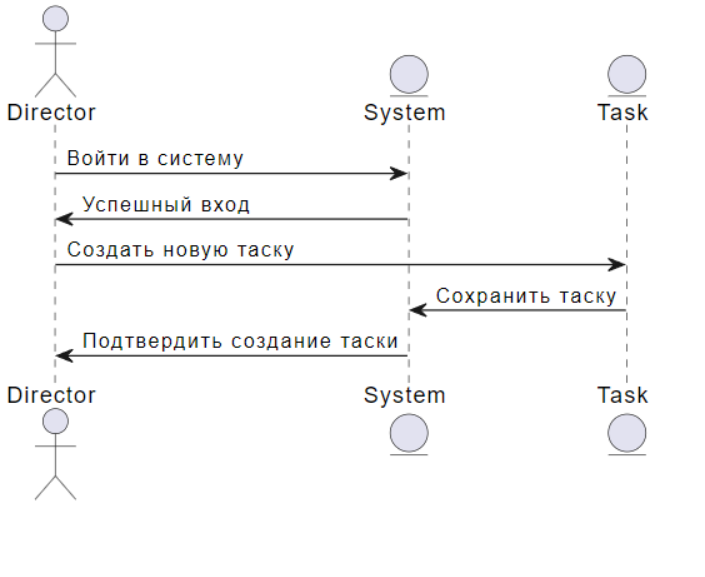 Director
System
Task
Войти в систему
Успешный вход
Создать новую таску
Сохранить таску
Подтвердить создание таски
Director
System
Task